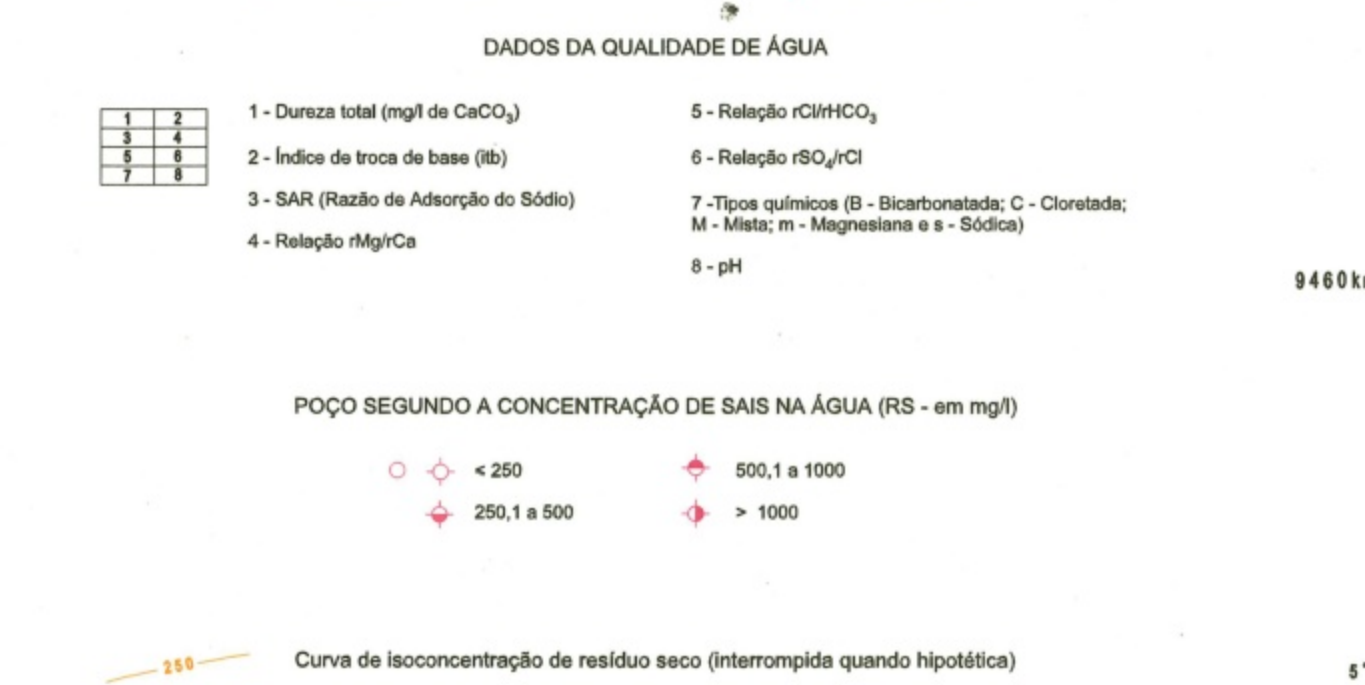 DADOS DA QUALIDADE DE ÁGUA
1 2
3 4
5 6
7 8
1 - Dureza total (mg/l de CaCO₃)
2 - Índice de troca de base (itb)
3 - SAR (Razão de Adsorção do Sódio)
4 - Relação rMg/rCa
5 - Relação rCl/rHCO₃
6 - Relação rSO₄/rCl
7 -Tipos químicos (B - Bicarbonatada; C - Cloretada;
M - Mista; m - Magnesiana e s - Sódica)
8 - pH
9460k
POÇO SEGUNDO A CONCENTRAÇÃO DE SAIS NA ÁGUA (RS - em mg/l)
< 250
250,1 a 500
500,1 a 1000
> 1000
250
Curva de isoconcentração de resíduo seco (interrompida quando hipotética)
5°